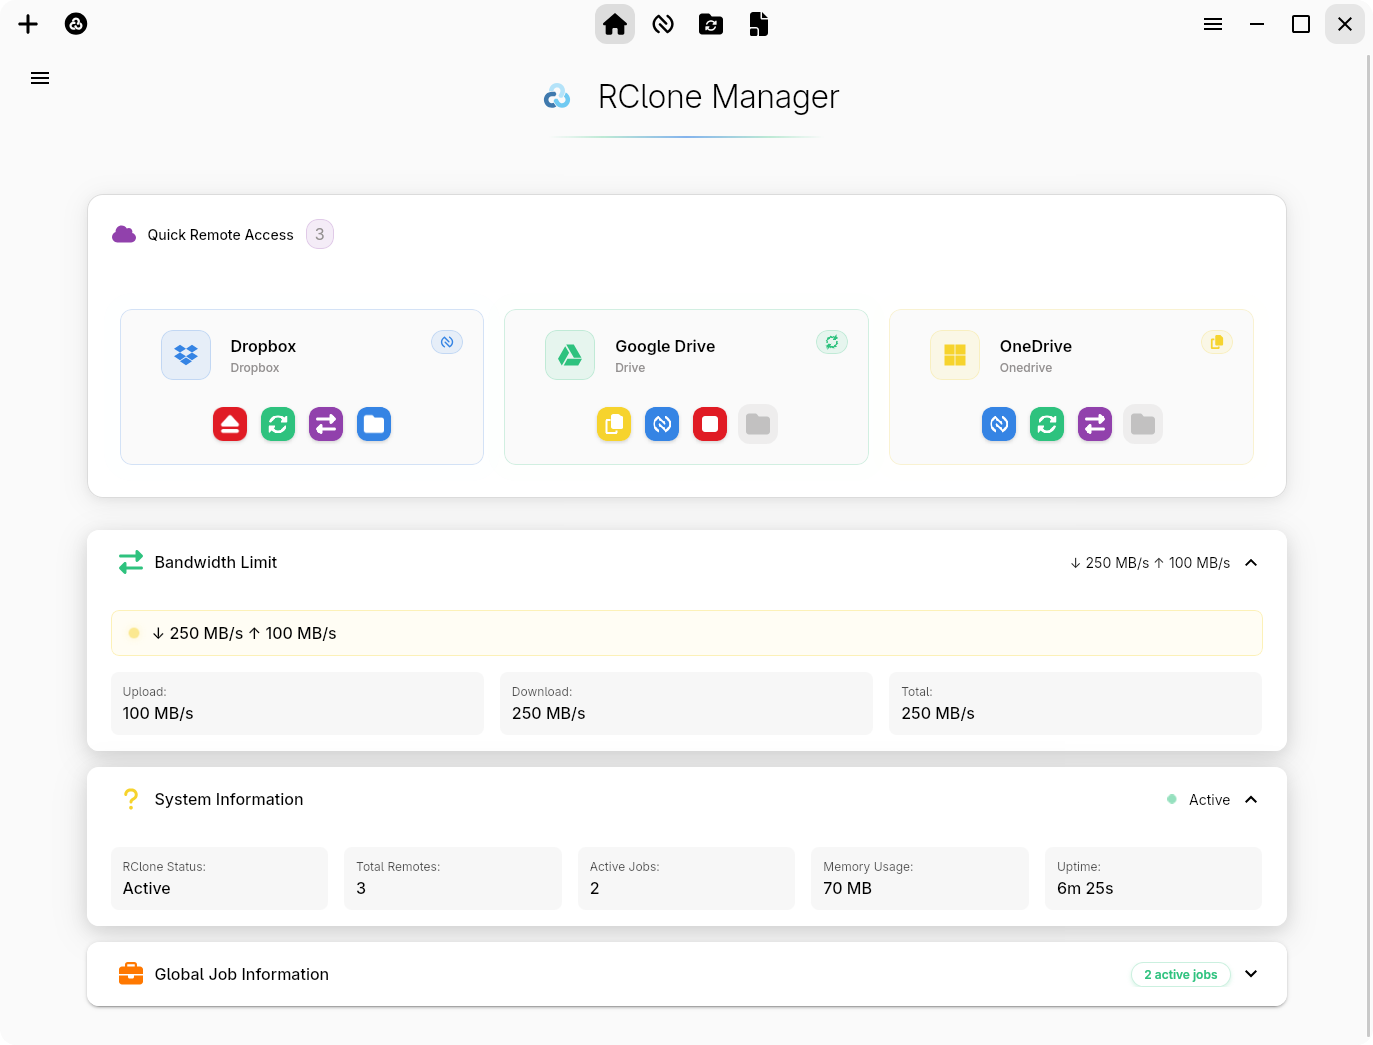 RClone Manager
Quick Remote Access 3
Dropbox
Dropbox
Google Drive
Drive
OneDrive
Onedrive
Bandwidth Limit
↓ 250 MB/s ↑ 100 MB/s
↓ 250 MB/s ↑ 100 MB/s
Upload:
100 MB/s
Download:
250 MB/s
Total:
250 MB/s
System Information
Active
RClone Status:
Active
Total Remotes:
3
Active Jobs:
2
Memory Usage:
70 MB
Uptime:
6m 25s
Global Job Information
2 active jobs